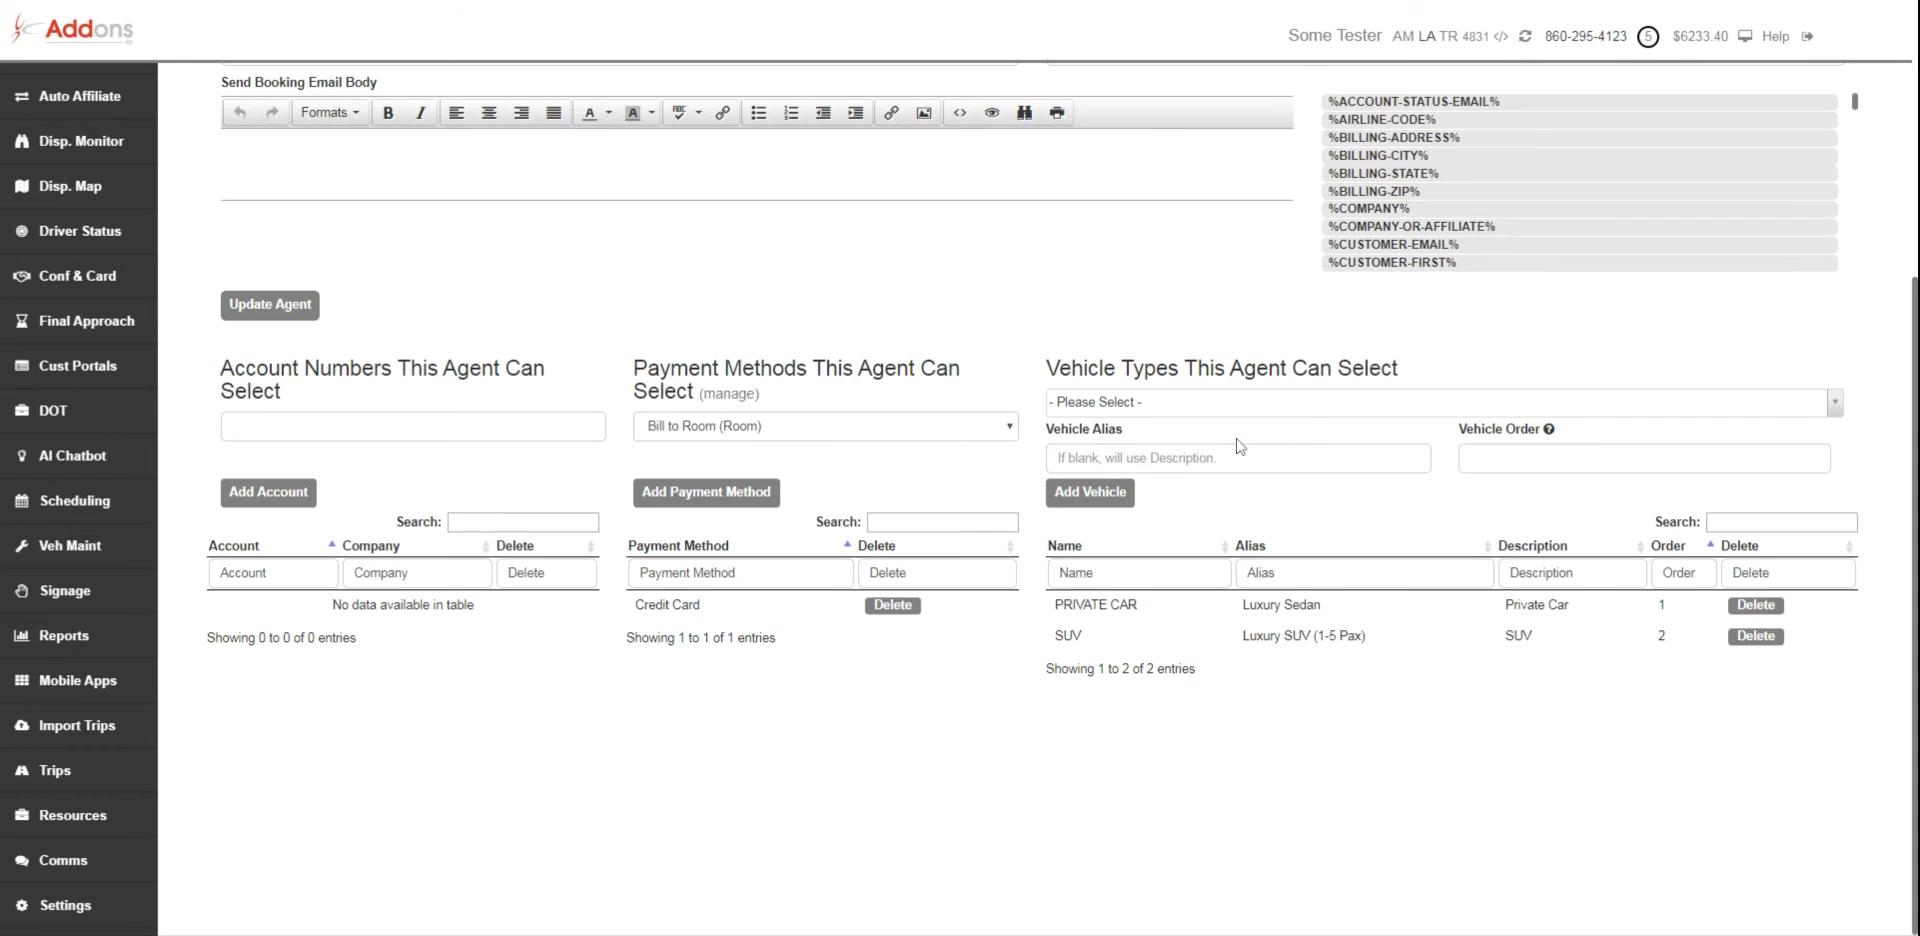 Addons
Some Tester AM LA TR 4831 </> 860-295-4123 5 $6233.40 Help
Auto Affiliate
Disp. Monitor
Disp. Map
Driver Status
Conf & Card
Final Approach
Cust Portals
DOT
AI Chatbot
Scheduling
Veh Maint
Signage
Reports
Mobile Apps
Import Trips
Trips
Resources
Comms
Settings
Send Booking Email Body
Formats B I A A ABC
%ACCOUNT-STATUS-EMAIL%
%AIRLINE-CODE%
%BILLING-ADDRESS%
%BILLING-CITY%
%BILLING-STATE%
%BILLING-ZIP%
%COMPANY%
%COMPANY-OR-AFFILIATE%
%CUSTOMER-EMAIL%
%CUSTOMER-FIRST%
Update Agent
Account Numbers This Agent Can
Select
Add Account
Search:
Account Company Delete
Account Company Delete
No data available in table
Showing 0 to 0 of 0 entries
Payment Methods This Agent Can
Select (manage)
Bill to Room (Room)
Add Payment Method
Search:
Payment Method Delete
Payment Method Delete
Credit Card Delete
Showing 1 to 1 of 1 entries
Vehicle Types This Agent Can Select
- Please Select -
Vehicle Alias Vehicle Order ?
If blank, will use Description.
Add Vehicle
Search:
Name Alias Description Order Delete
Name Alias Description Order Delete
PRIVATE CAR Luxury Sedan Private Car 1 Delete
SUV Luxury SUV (1-5 Pax) SUV 2 Delete
Showing 1 to 2 of 2 entries